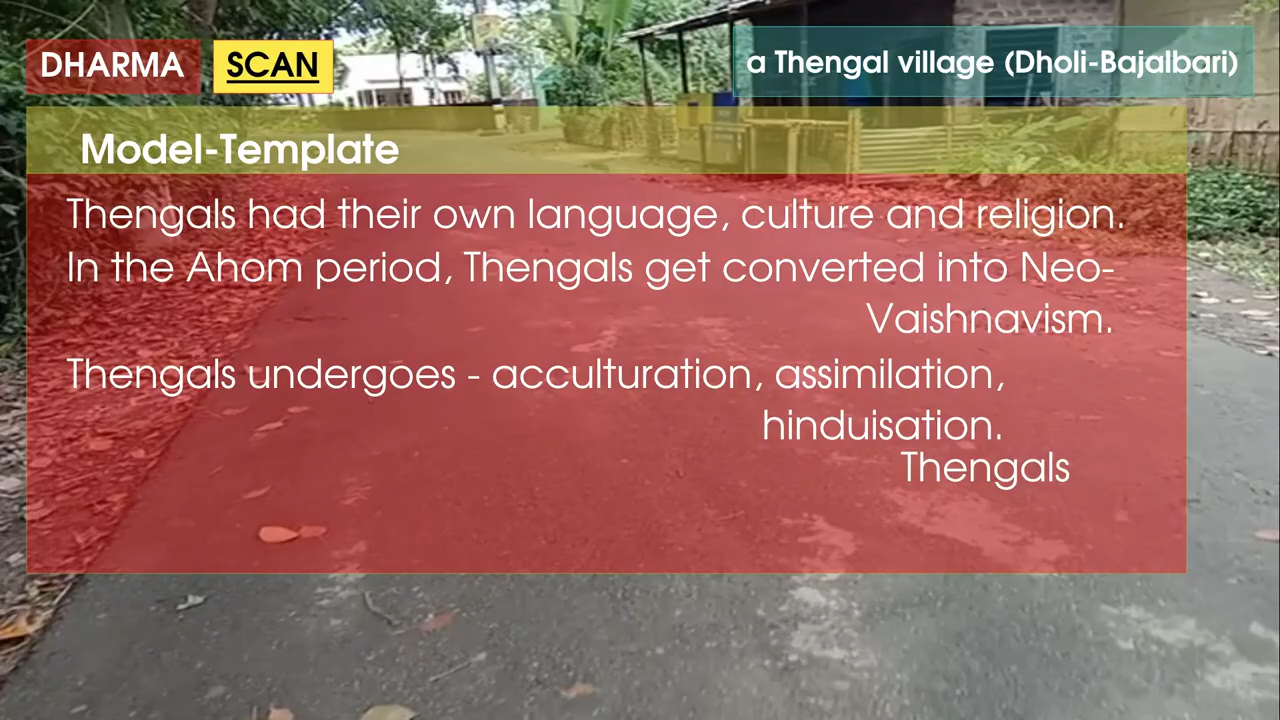 DHARMA SCAN
a Thengal village (Dholi-Bajalbari)
Model-Template
Thengals had their own language, culture and religion.
In the Ahom period, Thengals get converted into Neo-
Vaishnavism.
Thengals undergoes - acculturation, assimilation,
hinduisation.
Thengals